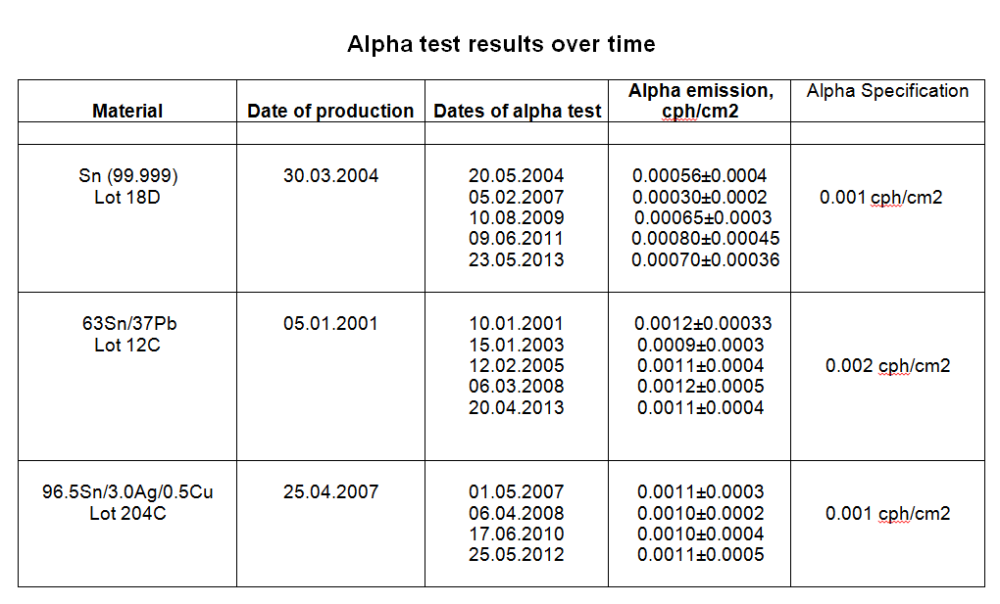 Alpha test results over time
Material Date of production Dates of alpha test Alpha emission, cph/cm2 Alpha Specification
Sn (99.999) 30.03.2004 20.05.2004 0.00056±0.0004
Lot 18D 05.02.2007 0.00030±0.0002 0.001 cph/cm2
10.08.2009 0.00065±0.0003
09.06.2011 0.00080±0.00045
23.05.2013 0.00070±0.00036
63Sn/37Pb 05.01.2001 10.01.2001 0.0012±0.00033
Lot 12C 15.01.2003 0.0009±0.0003
12.02.2005 0.0011±0.0004 0.002 cph/cm2
06.03.2008 0.0012±0.0005
20.04.2013 0.0011±0.0004
96.5Sn/3.0Ag/0.5Cu 25.04.2007 01.05.2007 0.0011±0.0003
Lot 204C 06.04.2008 0.0010±0.0002 0.001 cph/cm2
17.06.2010 0.0010±0.0004
25.05.2012 0.0011±0.0005